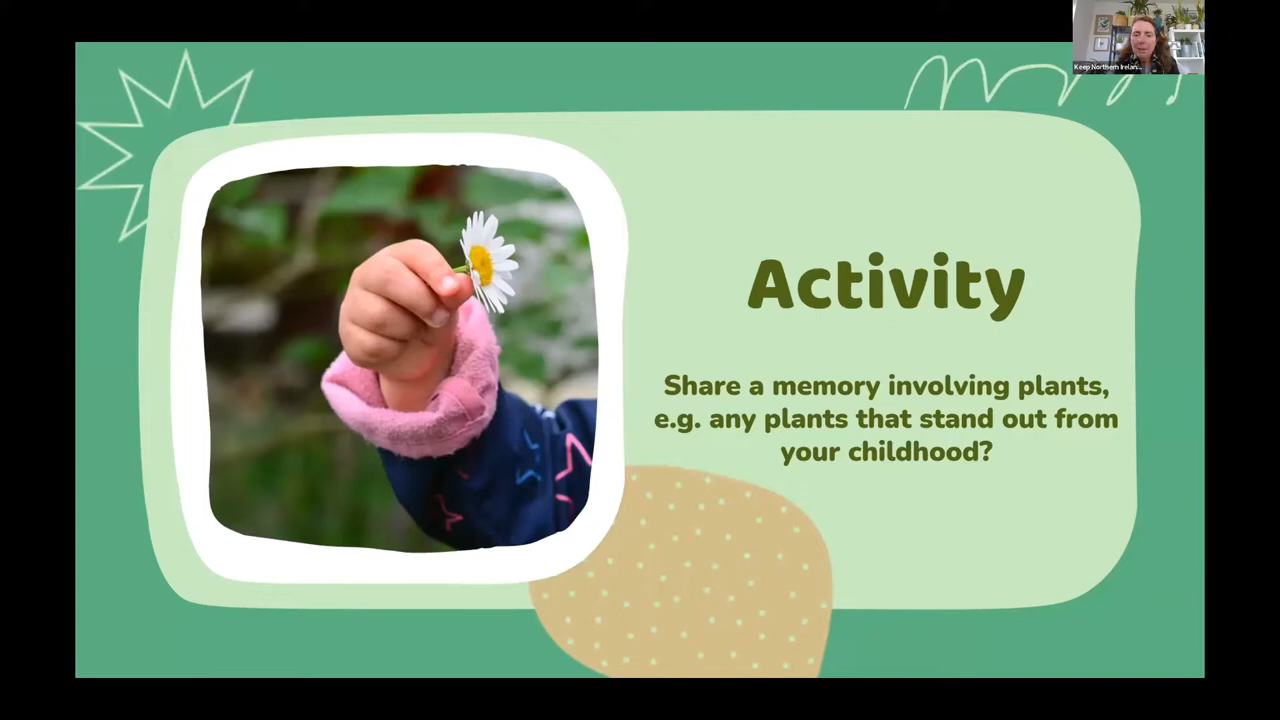 Keep Northern Irelan...
Activity
Share a memory involving plants,
e.g. any plants that stand out from
your childhood?